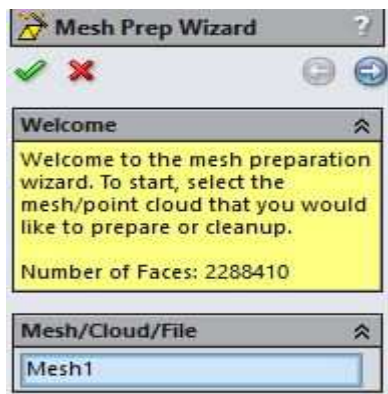 Mesh Prep Wizard ?
Welcome
Welcome to the mesh preparation
wizard. To start, select the
mesh/point cloud that you would
like to prepare or cleanup.
Number of Faces: 2288410
Mesh/Cloud/File
Mesh1